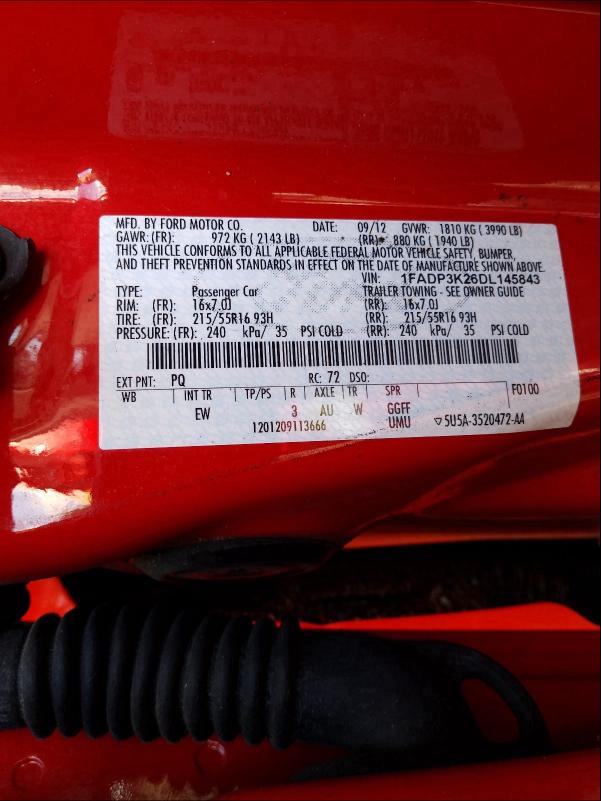 MFD. BY FORD MOTOR CO. DATE: 09/12 GVWR: 1810 KG ( 3990 LB)
GAWR: (FR): 972 KG ( 2143 LB) (RR): 880 KG ( 1940 LB)
THIS VEHICLE CONFORMS TO ALL APPLICABLE FEDERAL MOTOR VEHICLE SAFETY, BUMPER,
AND THEFT PREVENTION STANDARDS IN EFFECT ON THE DATE OF MANUFACTURE SHOWN ABOVE.
VIN: 1FADP3K26DL145843
TYPE: Passenger Car TRAILER TOWING - SEE OWNER GUIDE
RIM: (FR): 16x7.0J (RR): 16x7.0J
TIRE: (FR): 215/55R16 93H (RR): 215/55R16 93H
PRESSURE: (FR): 240 kPa/ 35 PSI COLD (RR): 240 kPa/ 35 PSI COLD
EXT PNT: PQ RC: 72 DSO:
WB INT TR TP/PS R AXLE TR SPR F0100
EW 3 AU W GGFF
1201209113666 UMU ▽5U5A-3520472-AA